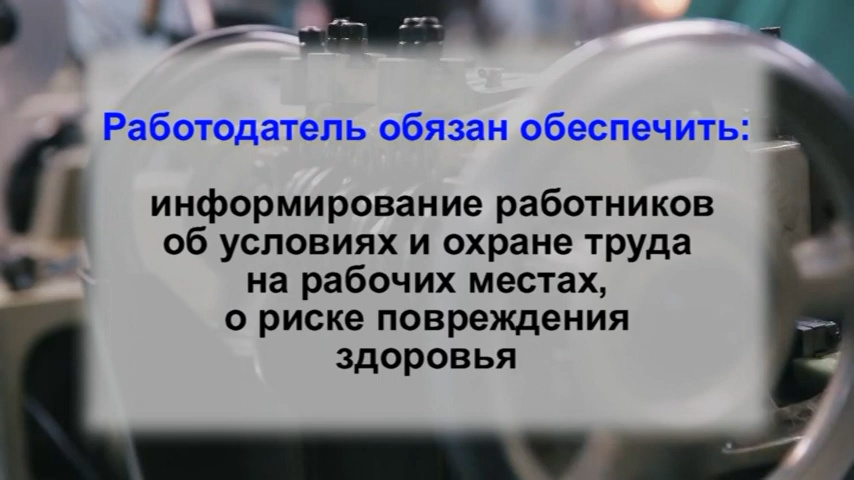 Работодатель обязан обеспечить:
информирование работников
об условиях и охране труда
на рабочих местах,
о риске повреждения
здоровья